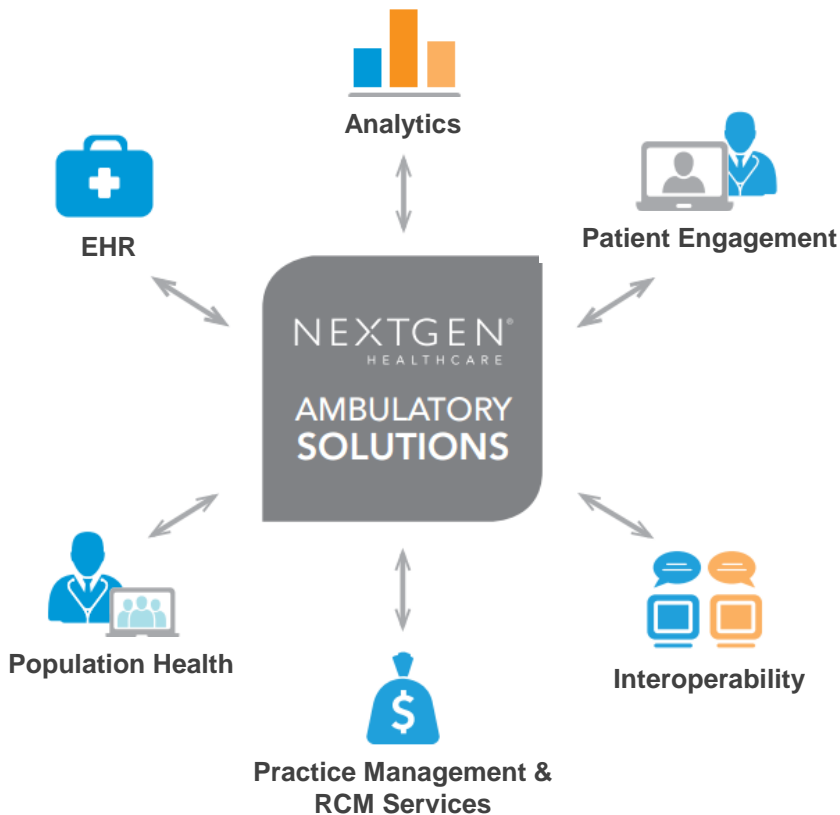 Analytics
EHR
Patient Engagement
NEXTGEN®
HEALTHCARE
AMBULATORY
SOLUTIONS
Population Health
$
Interoperability
Practice Management &
RCM Services